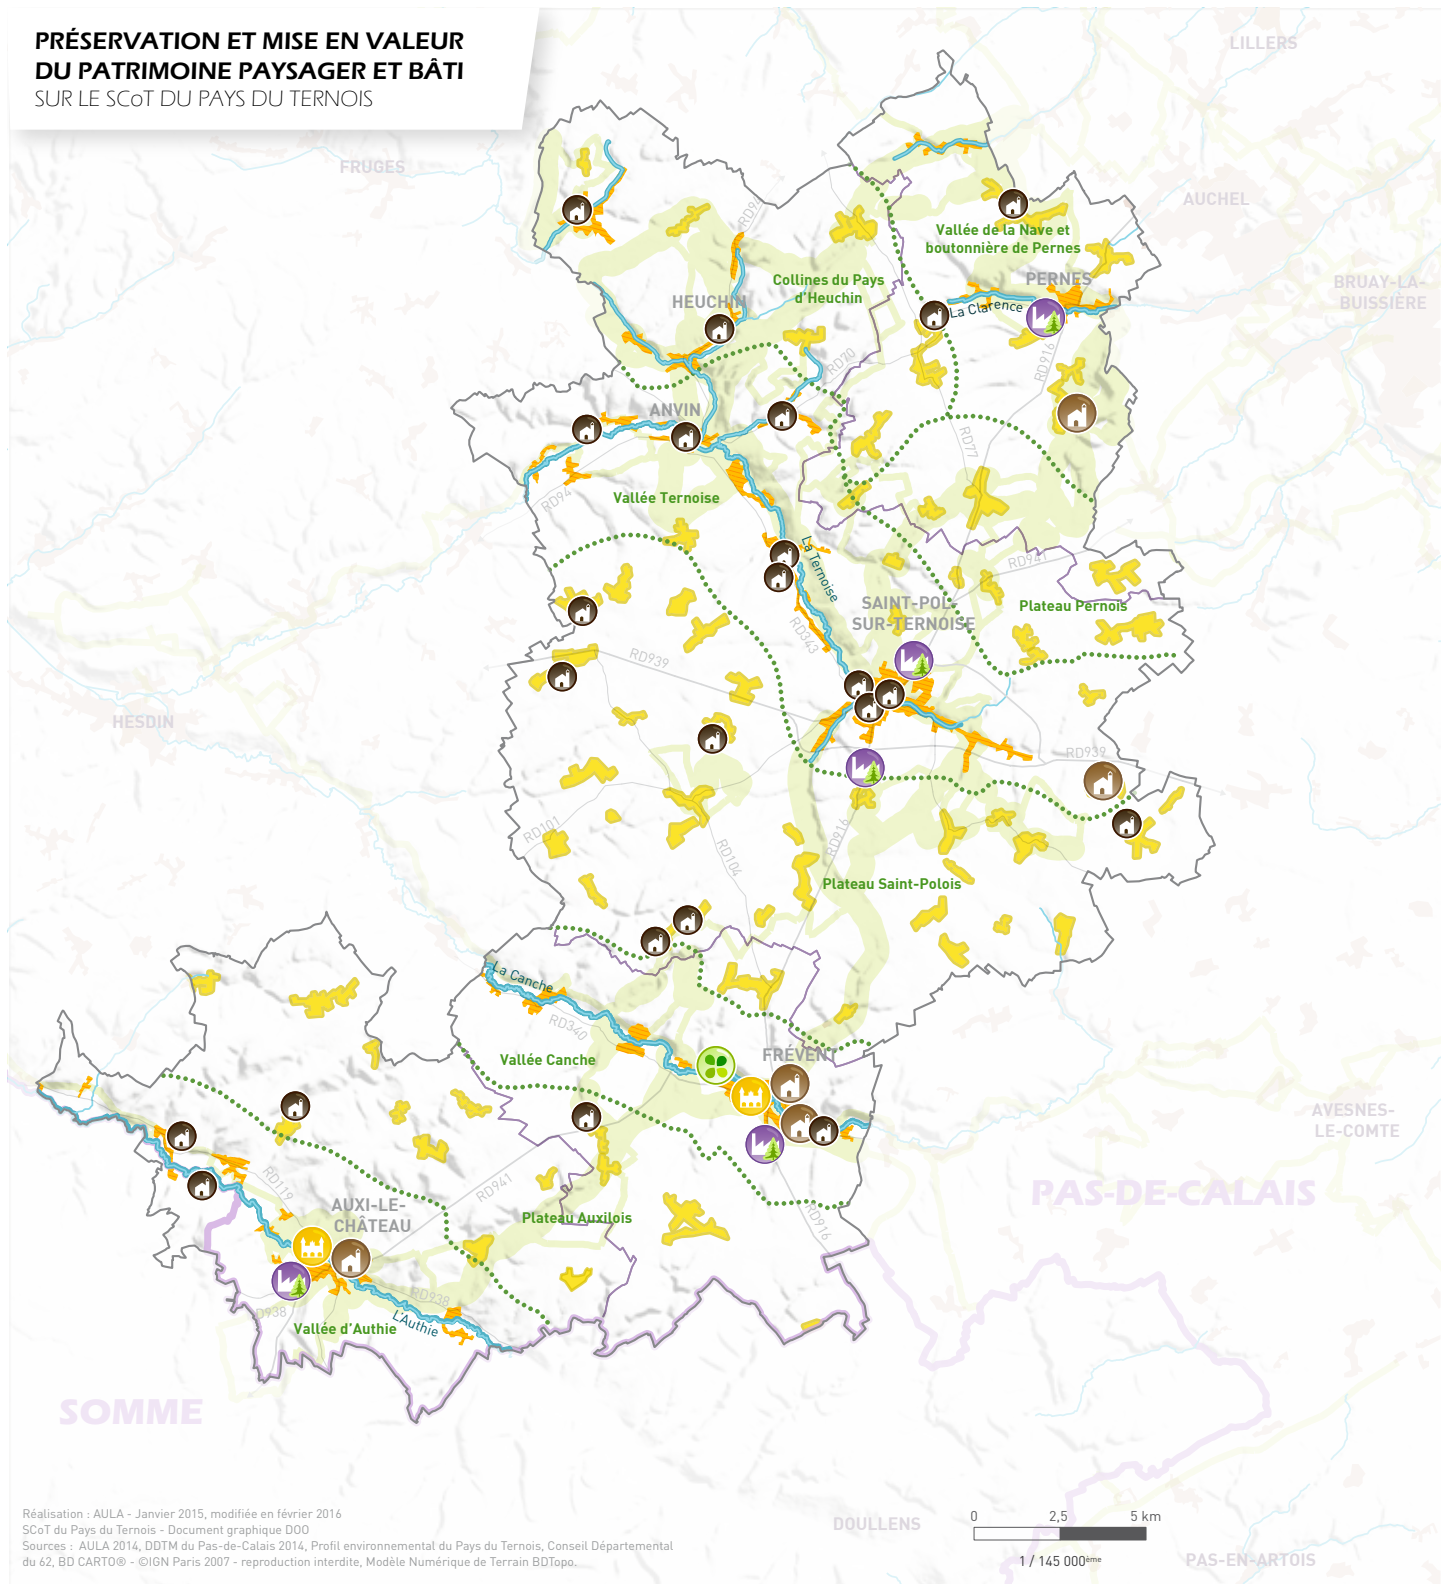 PRÉSERVATION ET MISE EN VALEUR
DU PATRIMOINE PAYSAGER ET BÂTI
SUR LE SCoT DU PAYS DU TERNOIS
LILLERS
FRUGES
AUCHEL
RD94
Vallée de la Nave et
boutonnière de Pernes
Collines du Pays
d'Heuchin
PERNES
BRUAY-LA-
BUISSIÈRE
HEUCHIN
La Clarence
RD70
RD916
ANVIN
RD77
RD94
Vallée Ternoise
La Ternoise
RD941
SAINT-POL-
SUR-TERNOISE
Plateau Pernois
RD343
RD939
HESDIN
RD939
RD101
RD104
RD916
Plateau Saint-Polois
La Canche
RD340
Vallée Canche
FRÉVENT
AVESNES-
LE-COMTE
RD119
RD941
PAS-DE-CALAIS
AUXI-LE-
CHÂTEAU
Plateau Auxilois
RD916
RD938
D938
L'Authie
Vallée d'Authie
SOMME
Réalisation : AULA - Janvier 2015, modifiée en février 2016
SCoT du Pays du Ternois - Document graphique DOO
Sources : AULA 2014, DDTM du Pas-de-Calais 2014, Profil environnemental du Pays du Ternois, Conseil Départemental
du 62, BD CARTO® - ©IGN Paris 2007 - reproduction interdite, Modèle Numérique de Terrain BDTopo.
DOULLENS
0 2,5 5 km
1 / 145 000ème
PAS-EN-ARTOIS